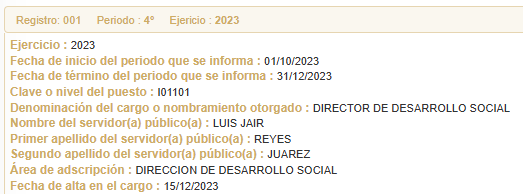 Registro: 001 Periodo : 4º Ejericio : 2023
Ejercicio : 2023
Fecha de inicio del periodo que se informa : 01/10/2023
Fecha de término del periodo que se informa : 31/12/2023
Clave o nivel del puesto : I01101
Denominación del cargo o nombramiento otorgado : DIRECTOR DE DESARROLLO SOCIAL
Nombre del servidor(a) público(a) : LUIS JAIR
Primer apellido del servidor(a) público(a) : REYES
Segundo apellido del servidor(a) público(a) : JUAREZ
Área de adscripción : DIRECCION DE DESARROLLO SOCIAL
Fecha de alta en el cargo : 15/12/2023